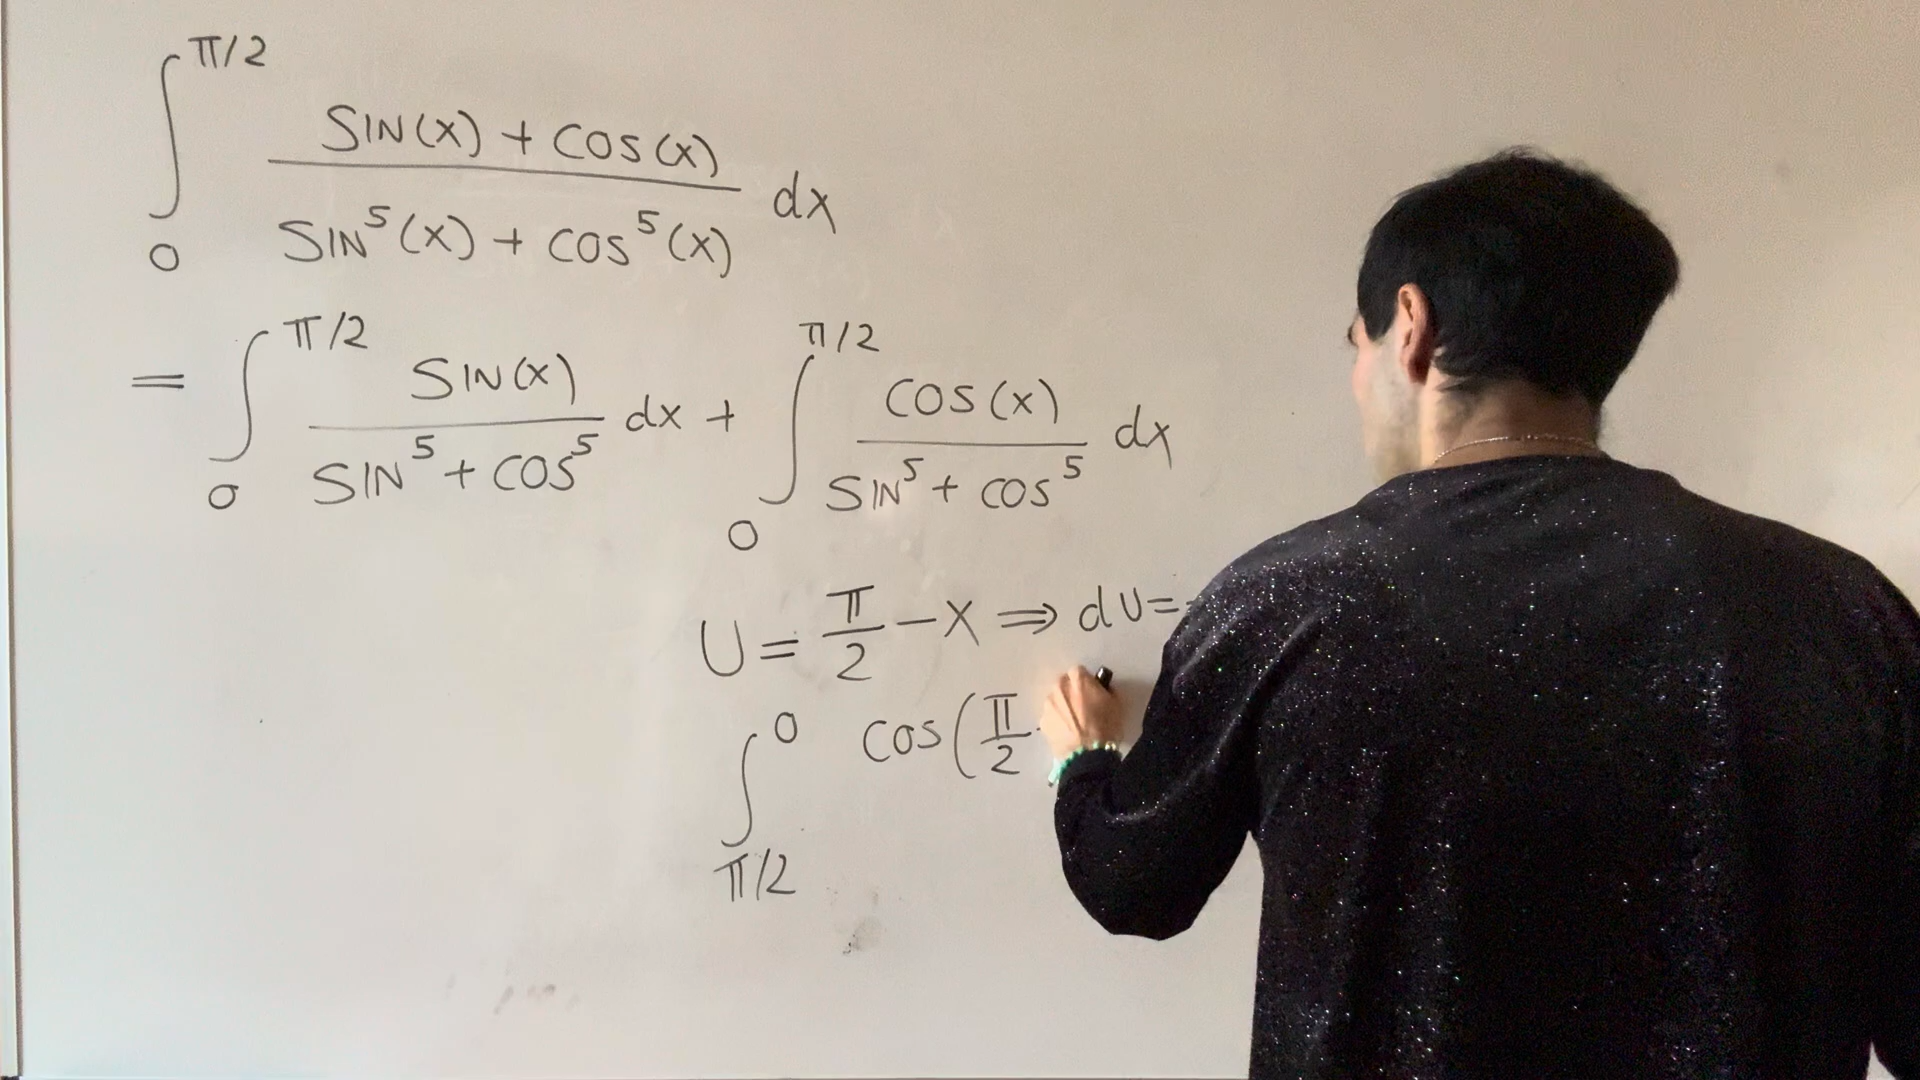 ∫₀^π/2 SIN(x) + COS(x) / SIN⁵(x) + COS⁵(x) dx
= ∫₀^π/2 SIN(x) / SIN⁵ + COS⁵ dx + ∫₀^π/2 COS(x) / SIN⁵ + COS⁵ dx
U = π/2 - X ⇒ dU =
∫_π/2^0 COS(π/2